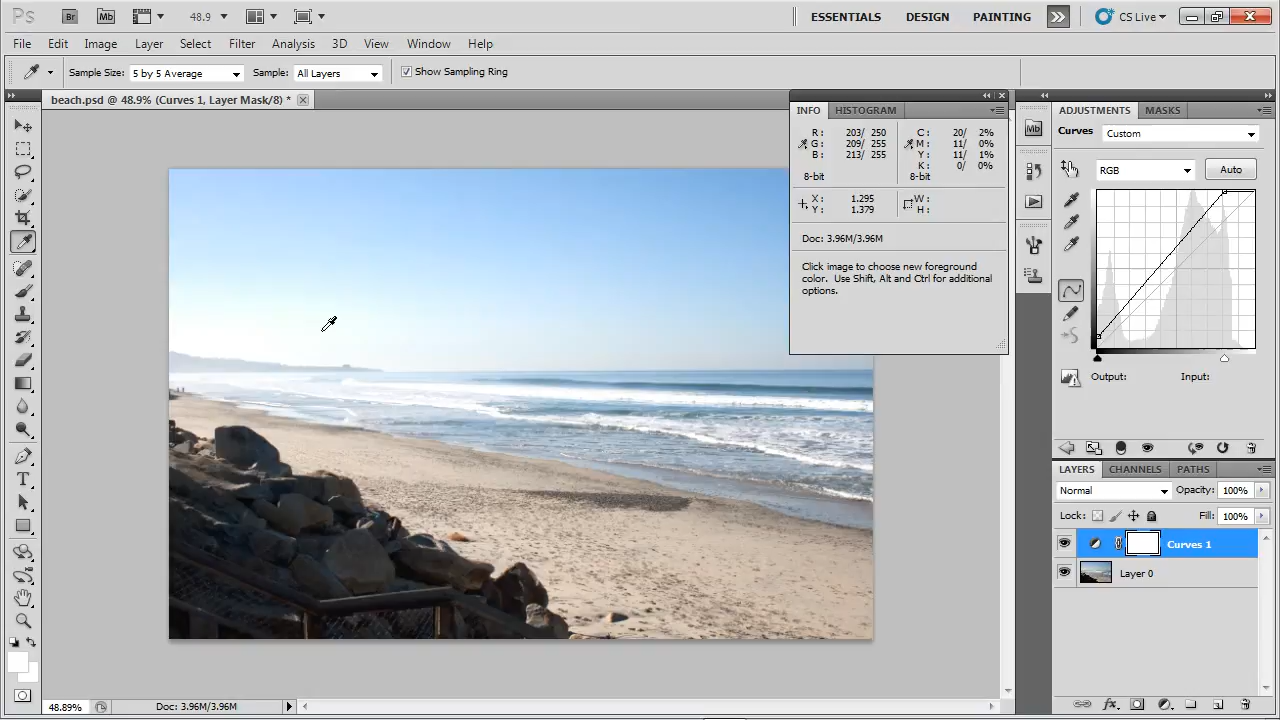 Ps Br Mb 48.9 ESSENTIALS DESIGN PAINTING CS Live
File Edit Image Layer Select Filter Analysis 3D View Window Help
Sample Size: 5 by 5 Average Sample: All Layers Show Sampling Ring
beach.psd @ 48.9% (Curves 1, Layer Mask/8) *
INFO HISTOGRAM
R: 203/ 250 C: 20/ 2%
G: 209/ 255 M: 11/ 0%
B: 213/ 255 Y: 11/ 1%
K: 0/ 0%
8-bit 8-bit
X: 1.295 W:
Y: 1.379 H:
Doc: 3.96M/3.96M
Click image to choose new foreground
color. Use Shift, Alt and Ctrl for additional
options.
Mb
ADJUSTMENTS MASKS
Curves Custom
RGB Auto
Output: Input:
LAYERS CHANNELS PATHS
Normal Opacity: 100%
Lock: Fill: 100%
Curves 1
Layer 0
fx
T
48.89% Doc: 3.96M/3.96M